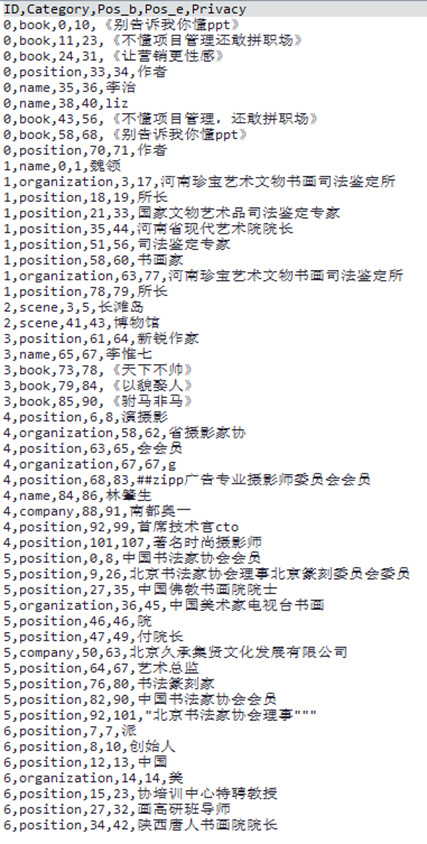 ID,Category,Pos_b,Pos_e,Privacy
0,book,0,10,《别告诉我你懂ppt》
0,book,11,23,《不懂项目管理还敢拼职场》
0,book,24,31,《让营销更性感》
0,position,33,34,作者
0,name,35,36,李治
0,name,38,40,liz
0,book,43,56,《不懂项目管理，还敢拼职场》
0,book,58,68,《别告诉我你懂ppt》
0,position,70,71,作者
1,name,0,1,魏领
1,organization,3,17,河南珍宝艺术文物书画司法鉴定所
1,position,18,19,所长
1,position,21,33,国家文物艺术品司法鉴定专家
1,position,35,44,河南省现代艺术院院长
1,position,51,56,司法鉴定专家
1,position,58,60,书画家
1,organization,63,77,河南珍宝艺术文物书画司法鉴定所
1,position,78,79,所长
2,scene,3,5,长滩岛
2,scene,41,43,博物馆
3,position,61,64,新锐作家
3,name,65,67,李惟七
3,book,73,78,《天下不帅》
3,book,79,84,《以貌娶人》
3,book,85,90,《驸马非马》
4,position,6,8,演摄影
4,organization,58,62,省摄影家协
4,position,63,65,会会员
4,organization,67,67,g
4,position,68,83,##zipp广告专业摄影师委员会会员
4,name,84,86,林肇生
4,company,88,91,南都奥一
4,position,92,99,首席技术官cto
4,position,101,107,著名时尚摄影师
5,position,0,8,中国书法家协会会员
5,position,9,26,北京书法家协会理事北京篆刻委员会委员
5,position,27,35,中国佛教书画院院士
5,organization,36,45,中国美术家电视台书画
5,position,46,46,院
5,position,47,49,付院长
5,company,50,63,北京久承集贤文化发展有限公司
5,position,64,67,艺术总监
5,position,76,80,书法篆刻家
5,position,82,90,中国书法家协会会员
5,position,92,101,"北京书法家协会理事"""
6,position,7,7,派
6,position,8,10,创始人
6,position,12,13,中国
6,organization,14,14,美
6,position,15,23,协培训中心特聘教授
6,position,27,32,画高研班导师
6,position,34,42,陕西唐人书画院院长